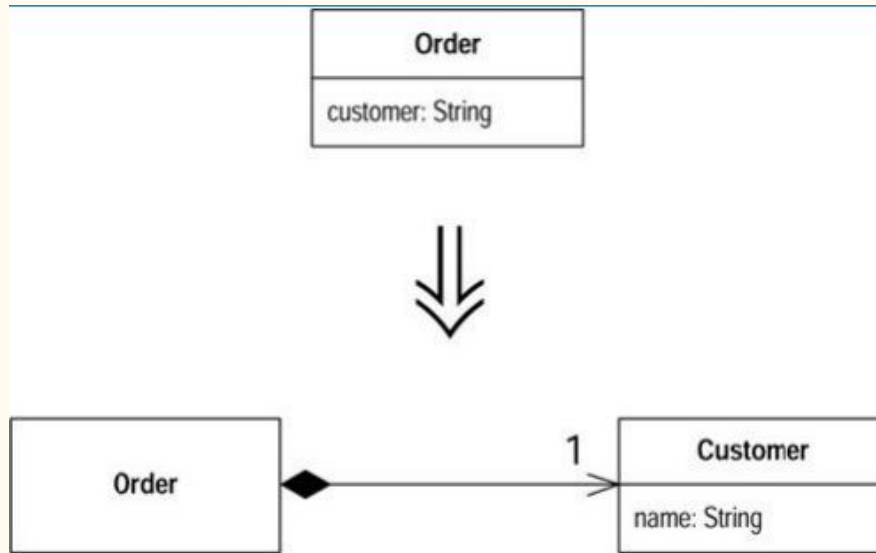 Order
customer: String
1
Order
Customer
name: String